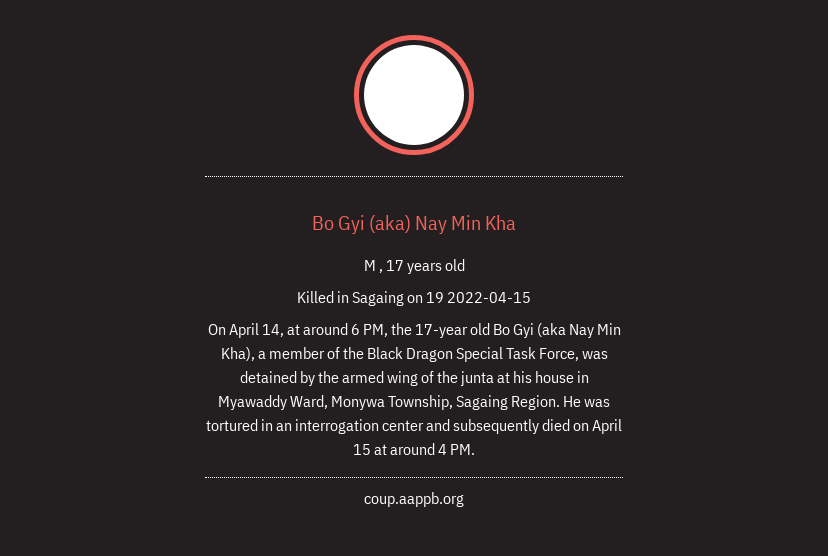 Bo Gyi (aka) Nay Min Kha
M , 17 years old
Killed in Sagaing on 19 2022-04-15
On April 14, at around 6 PM, the 17-year old Bo Gyi (aka Nay Min
Kha), a member of the Black Dragon Special Task Force, was
detained by the armed wing of the junta at his house in
Myawaddy Ward, Monywa Township, Sagaing Region. He was
tortured in an interrogation center and subsequently died on April
15 at around 4 PM.
coup.aappb.org